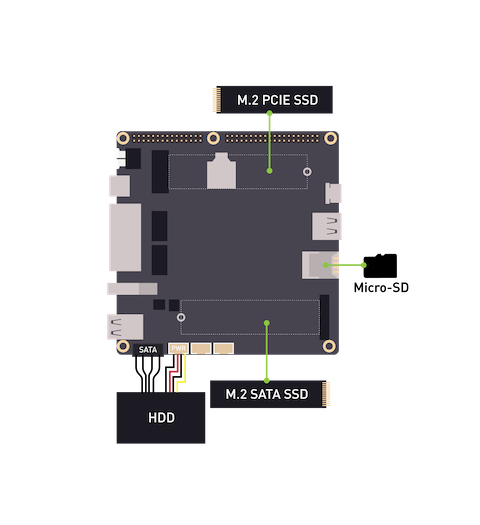 M.2 PCIE SSD
Micro-SD
SATA
PWR
M.2 SATA SSD
HDD